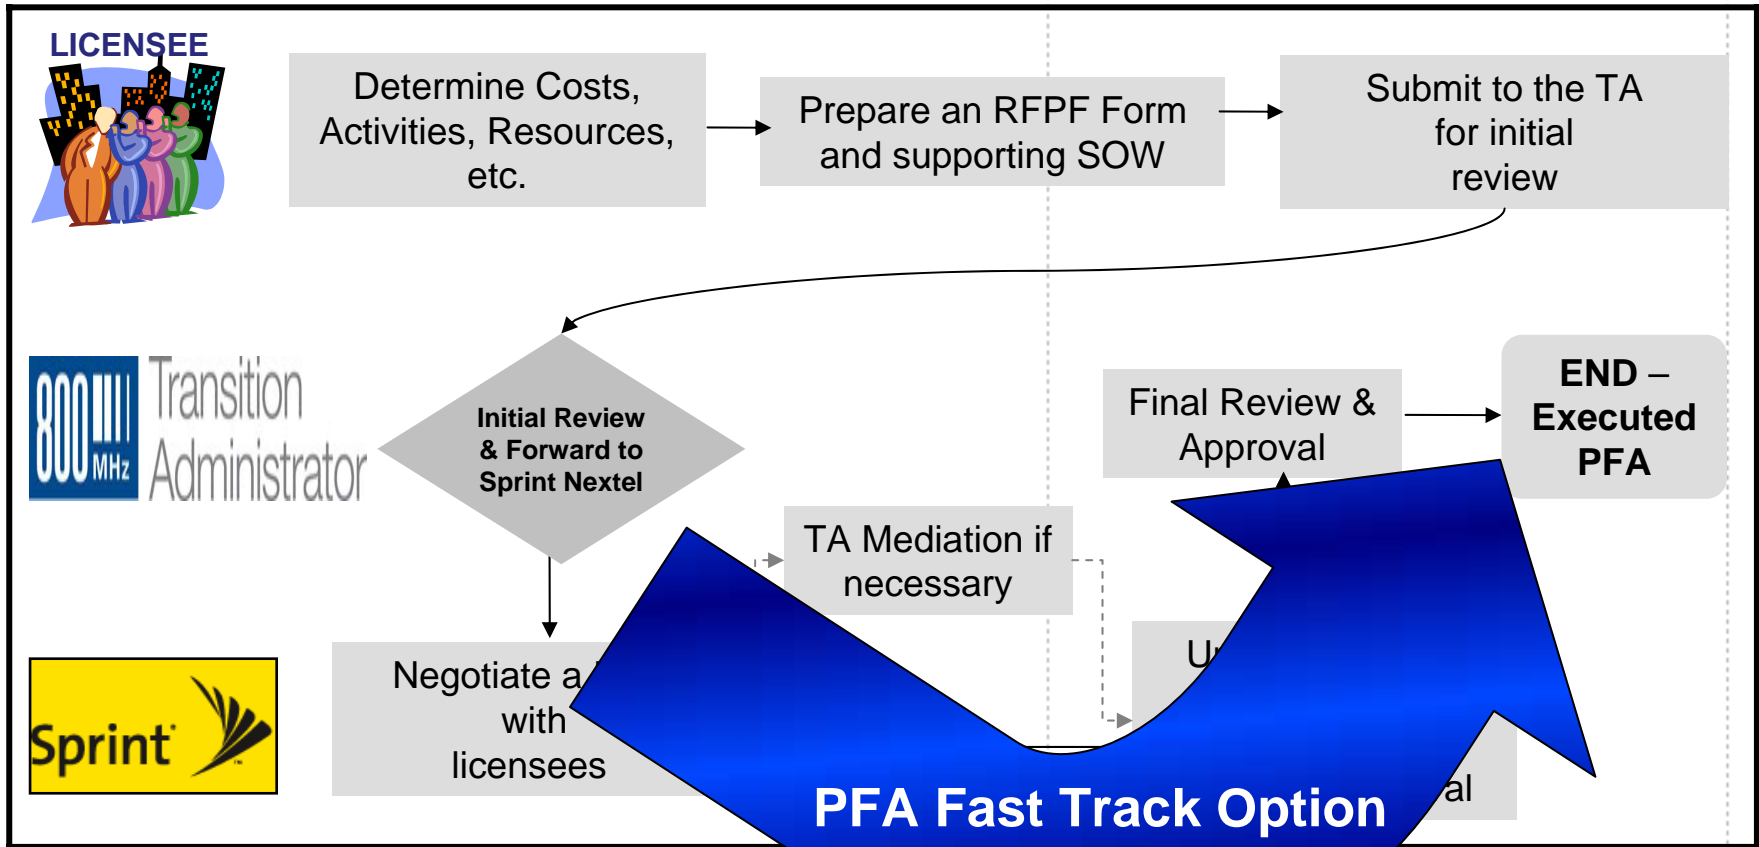 LICENSEE
Determine Costs,
Activities, Resources,
etc.
Prepare an RFPF Form
and supporting SOW
Submit to the TA
for initial
review
800 MHz
Transition
Administrator
Initial Review
& Forward to
Sprint Nextel
Final Review &
Approval
END –
Executed
PFA
TA Mediation if
necessary
Sprint
Negotiate a
with
licensees
PFA Fast Track Option